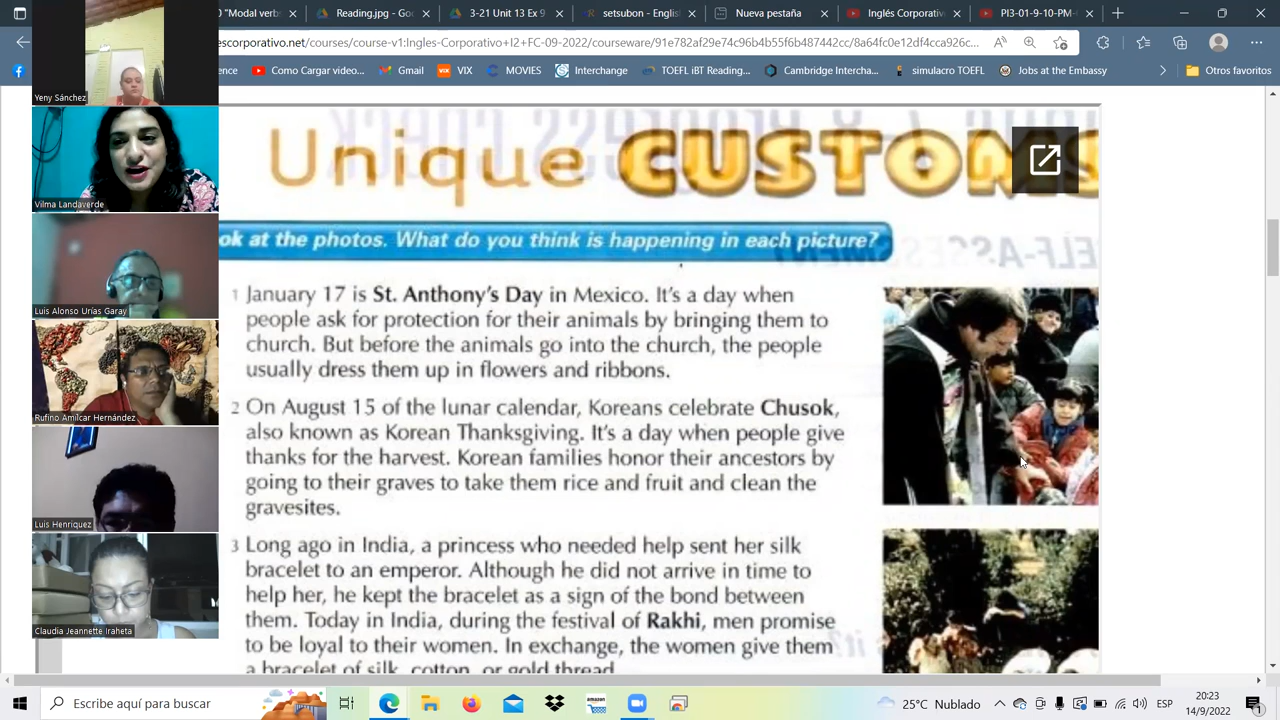 0 "Modal verb
3-21 Unit 13 Ex 9
setsubon - Englis
PI3-01-9-10-
escorporativo.net/courses/course-v1:Ingles-Corporativo+I2+FC-09-2022/courseware/91e782af29e74c96b4b55f6b487442cc/8a64fc0e12df4cca926c...
ence
Como Cargar video...
Gmail
VIX
MOVIES
Interchange
TOEFL iBT Reading...
Cambridge Intercha...
simulacro TOEFL
Jobs at the Embassy
Otros favoritos
Yeny Sánchez
Vilma Landaverde
Luis Alonso Urías Garay
Rufino Amilcar Hernández
Luis Henriquez
Claudia Jeannette Iraheta
Unique CUSTOMS
ok at the photos. What do you think is happening in each picture?
1 January 17 is St. Anthony's Day in Mexico. It's a day when
people ask for protection for their animals by bringing them to
church. But before the animals go into the church, the people
usually dress them up in flowers and ribbons.
2 On August 15 of the lunar calendar, Koreans celebrate Chusok,
also known as Korean Thanksgiving. It's a day when people give
thanks for the harvest. Korean families honor their ancestors by
going to their graves to take them rice and fruit and clean the
gravesites.
3 Long ago in India, a princess who needed help sent her silk
bracelet to an emperor. Although he did not arrive in time to
help her, he kept the bracelet as a sign of the bond between
them. Today in India, during the festival of Rakhi, men promise
to be loyal to their women. In exchange, the women give them
a bracelet of silk, cotton, or gold thread
Escribe aquí para buscar
25°C Nublado
ESP
20:23
14/9/2022